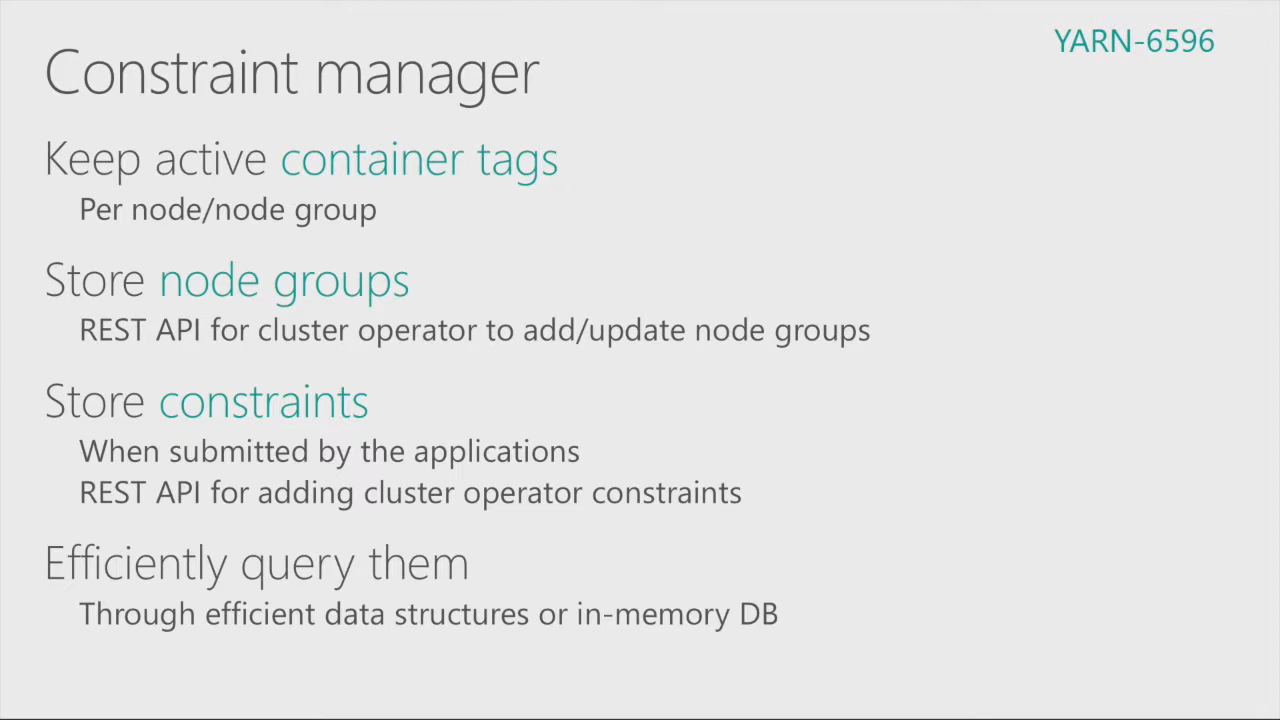 YARN-6596
Constraint manager
Keep active container tags
Per node/node group
Store node groups
REST API for cluster operator to add/update node groups
Store constraints
When submitted by the applications
REST API for adding cluster operator constraints
Efficiently query them
Through efficient data structures or in-memory DB